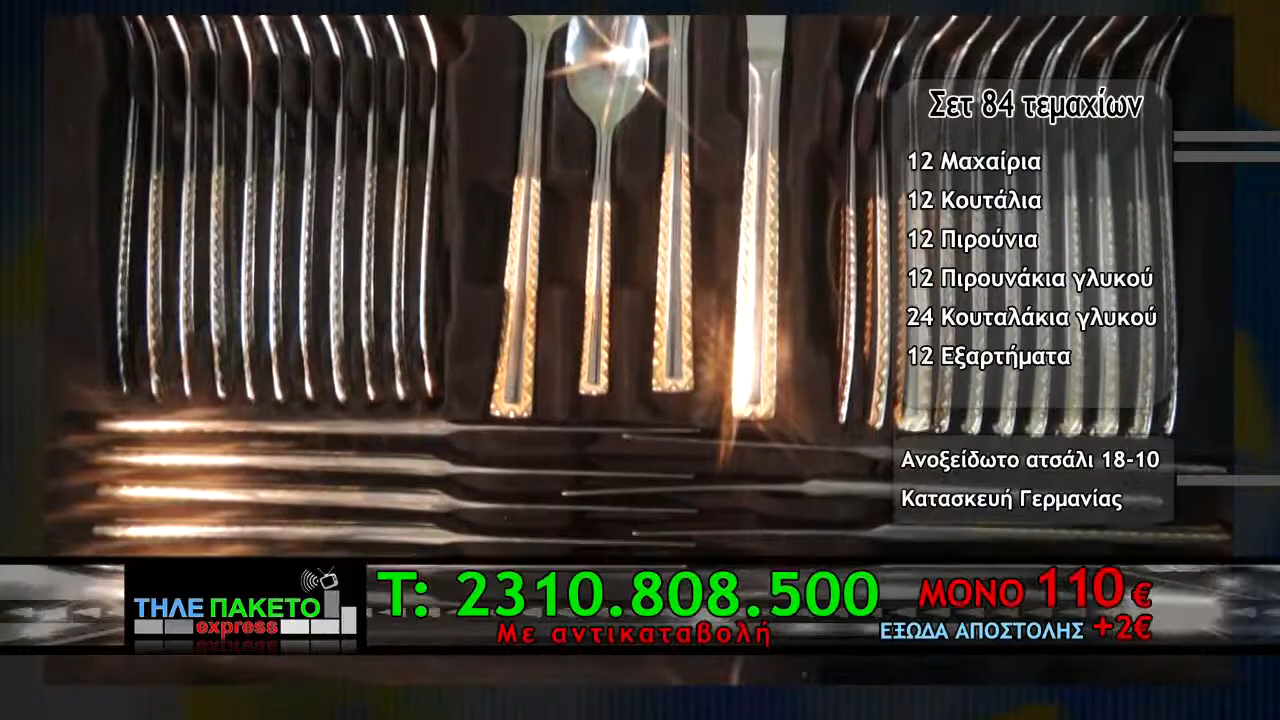 Σετ 84 τεμαχίων
12 Μαχαίρια
12 Κουτάλια
12 Πιρούνια
12 Πιρουνάκια γλυκού
24 Κουταλάκια γλυκού
12 Εξαρτήματα
Ανοξείδωτο ατσάλι 18-10
Κατασκευή Γερμανίας
ΤΗΛΕ ΠΑΚΕΤΟ
express
Τ: 2310.808.500
Με αντικαταβολή
ΜΟΝΟ 110 €
ΕΞΩΔΑ ΑΠΟΣΤΟΛΗΣ +2€